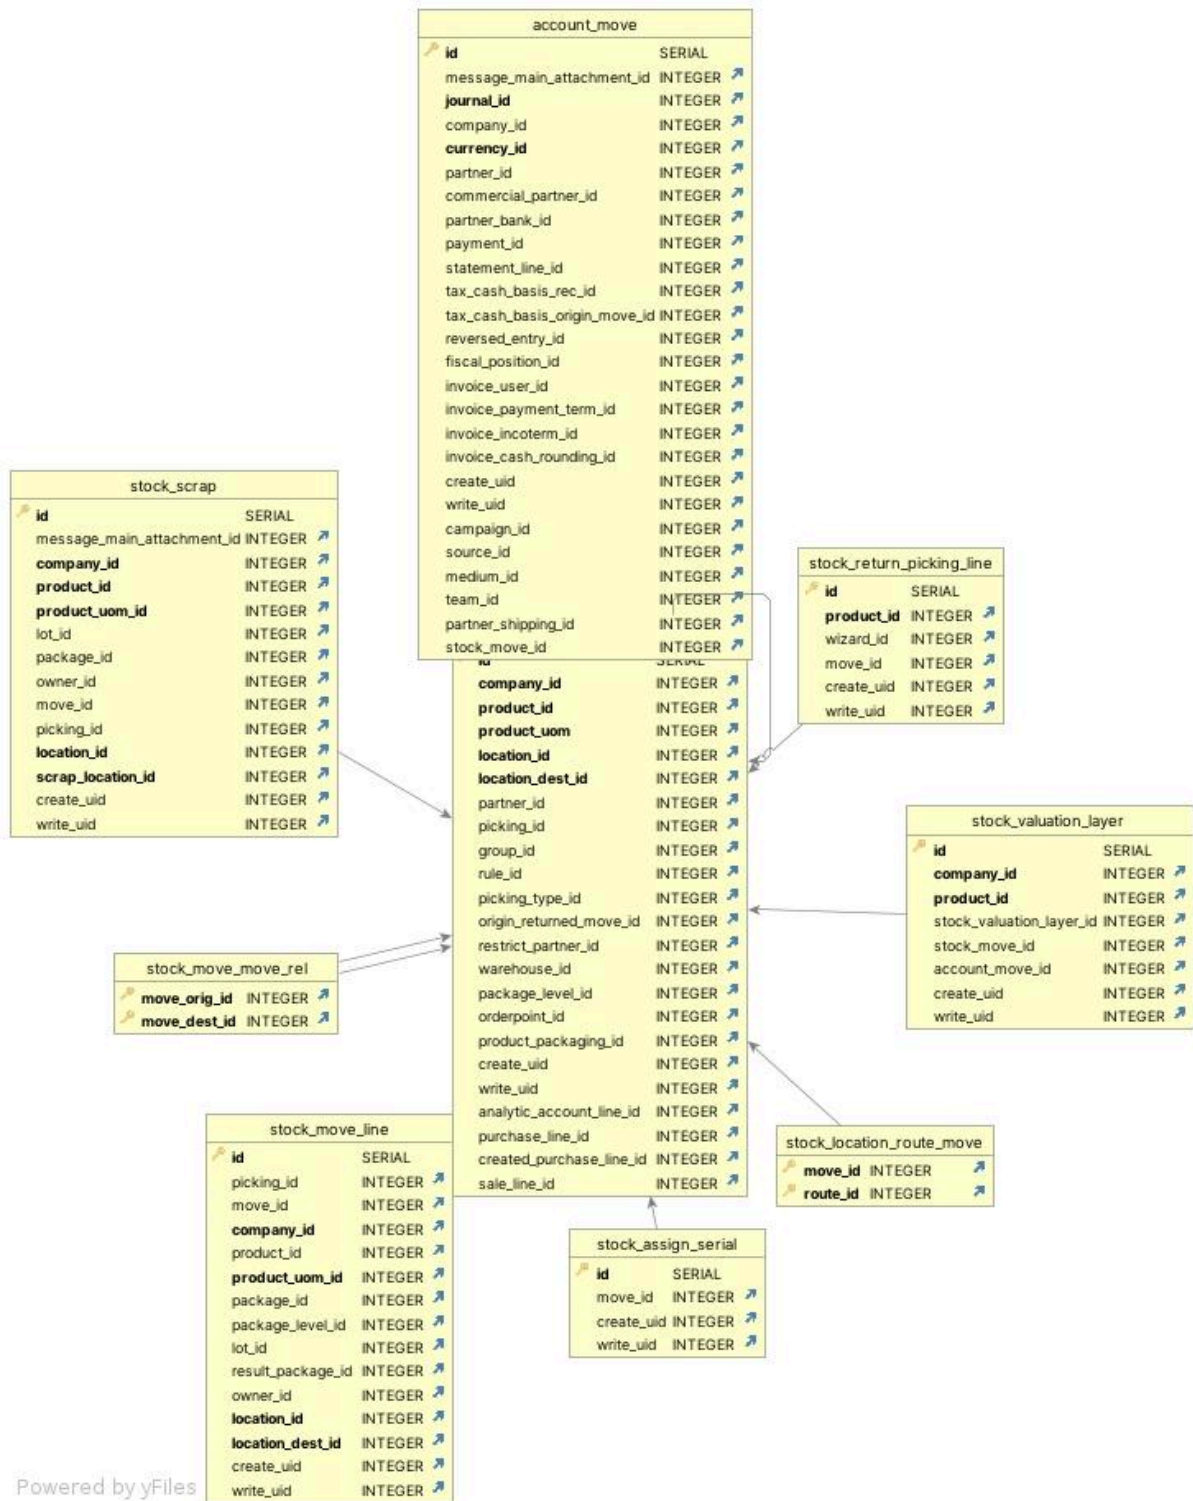 account_move
id SERIAL
message_main_attachment_id INTEGER
journal_id INTEGER
company_id INTEGER
currency_id INTEGER
partner_id INTEGER
commercial_partner_id INTEGER
partner_bank_id INTEGER
payment_id INTEGER
statement_line_id INTEGER
tax_cash_basis_rec_id INTEGER
tax_cash_basis_origin_move_id INTEGER
reversed_entry_id INTEGER
fiscal_position_id INTEGER
invoice_user_id INTEGER
invoice_payment_term_id INTEGER
invoice_incoterm_id INTEGER
invoice_cash_rounding_id INTEGER
create_uid INTEGER
write_uid INTEGER
campaign_id INTEGER
source_id INTEGER
medium_id INTEGER
team_id INTEGER
partner_shipping_id INTEGER
stock_move_id INTEGER
stock_scrap
id SERIAL
message_main_attachment_id INTEGER
company_id INTEGER
product_id INTEGER
product_uom_id INTEGER
lot_id INTEGER
package_id INTEGER
owner_id INTEGER
move_id INTEGER
picking_id INTEGER
location_id INTEGER
scrap_location_id INTEGER
create_uid INTEGER
write_uid INTEGER
stock_return_picking_line
id SERIAL
product_id INTEGER
wizard_id INTEGER
move_id INTEGER
create_uid INTEGER
write_uid INTEGER
id SERIAL
company_id INTEGER
product_id INTEGER
product_uom INTEGER
location_id INTEGER
location_dest_id INTEGER
partner_id INTEGER
picking_id INTEGER
group_id INTEGER
rule_id INTEGER
picking_type_id INTEGER
origin_returned_move_id INTEGER
restrict_partner_id INTEGER
warehouse_id INTEGER
package_level_id INTEGER
orderpoint_id INTEGER
product_packaging_id INTEGER
create_uid INTEGER
write_uid INTEGER
analytic_account_line_id INTEGER
purchase_line_id INTEGER
created_purchase_line_id INTEGER
sale_line_id INTEGER
stock_valuation_layer
id SERIAL
company_id INTEGER
product_id INTEGER
stock_valuation_layer_id INTEGER
stock_move_id INTEGER
account_move_id INTEGER
create_uid INTEGER
write_uid INTEGER
stock_move_move_rel
move_orig_id INTEGER
move_dest_id INTEGER
stock_move_line
id SERIAL
picking_id INTEGER
move_id INTEGER
company_id INTEGER
product_id INTEGER
product_uom_id INTEGER
package_id INTEGER
package_level_id INTEGER
lot_id INTEGER
result_package_id INTEGER
owner_id INTEGER
location_id INTEGER
location_dest_id INTEGER
create_uid INTEGER
write_uid INTEGER
stock_location_route_move
move_id INTEGER
route_id INTEGER
stock_assign_serial
id SERIAL
move_id INTEGER
create_uid INTEGER
write_uid INTEGER
Powered by yFiles